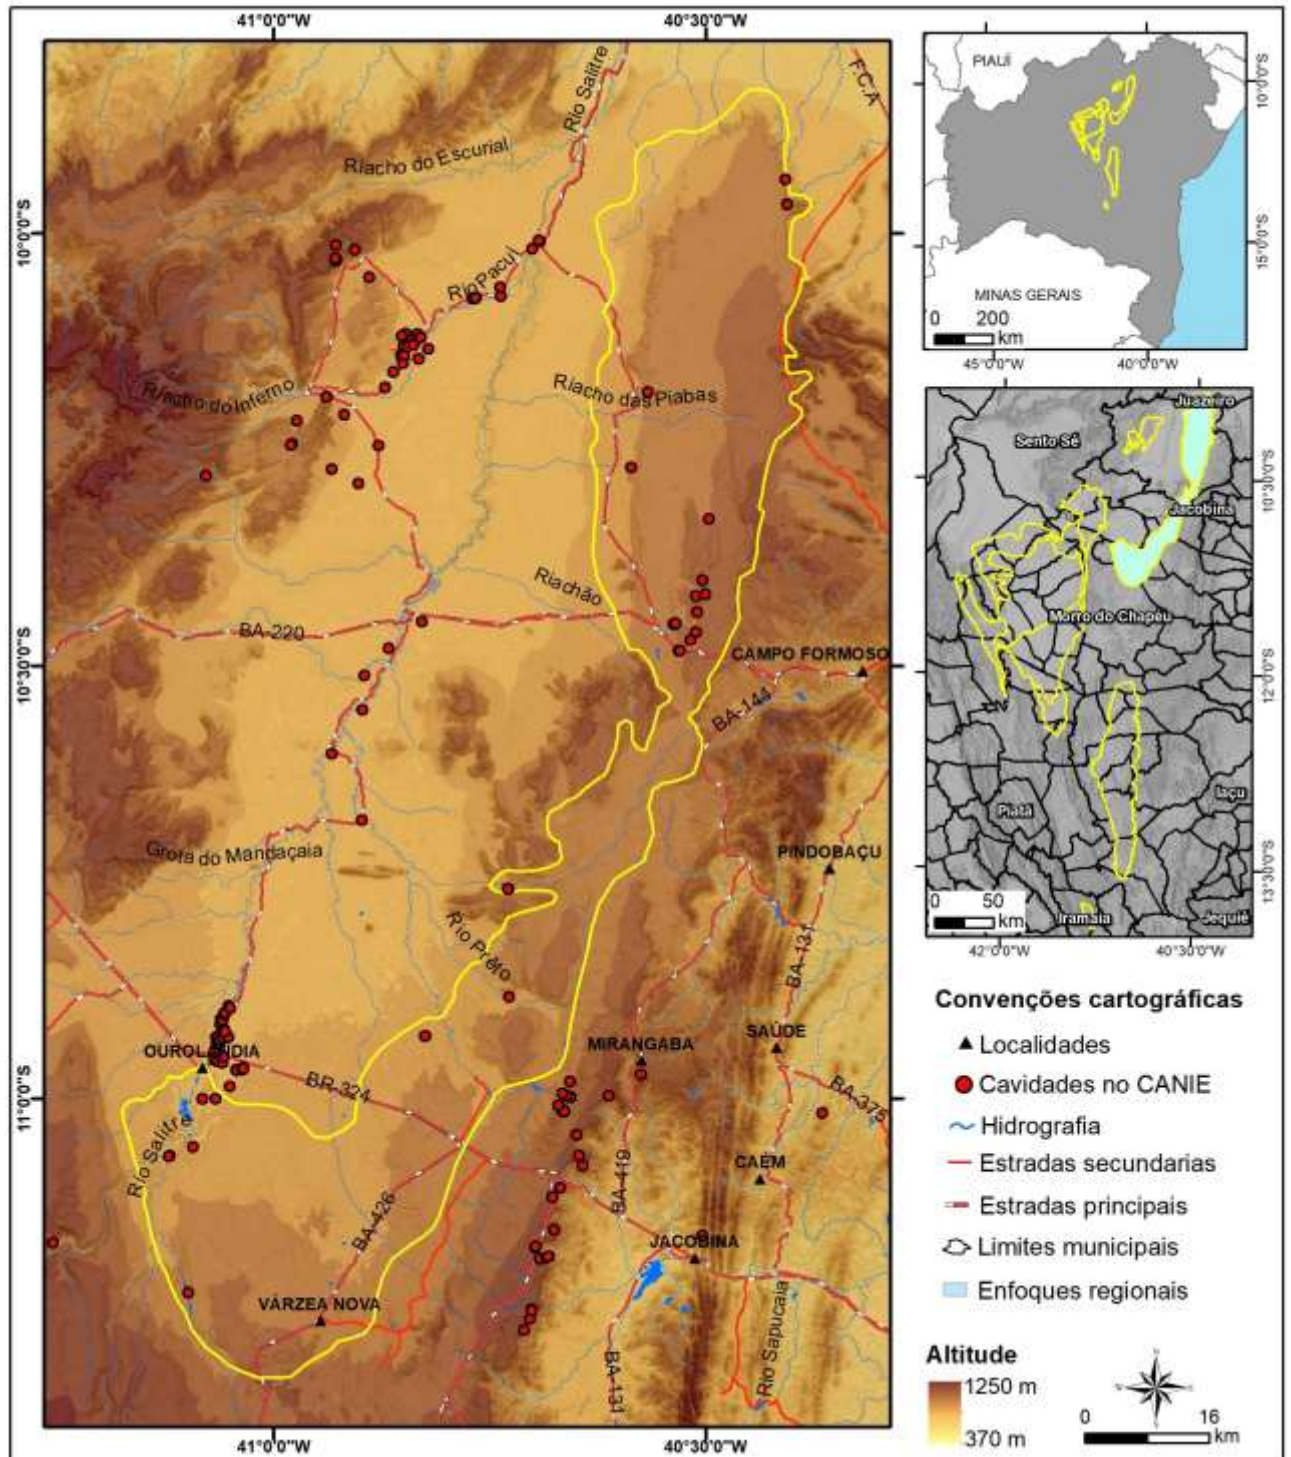 41°0'0"W
40°30'0"W
Rio Salitre
F.C.A
Riacho do Escurial
10°0'0"S
Rio Pacuí
Riacho do Inferno
Riacho das Piabas
Riachão
BA-220
10°30'0"S
CAMPO FORMOSO
BA-144
Grota do Mandaçaia
PINDOBAÇU
Rio Prêto
BA-131
OUROLÂNDIA
MIRANGABA
SAÚDE
BR-324
BA-375
11°0'0"S
Rio Salitre
CAÉM
BA-419
BA-426
JACOBINA
VÁRZEA NOVA
Rio Sapucaia
BA-131
41°0'0"W
40°30'0"W
PIAUÍ
10°0'0"S
15°0'0"S
MINAS GERAIS
0 200
km
45°0'0"W
40°0'0"W
Juazeiro
Sento Sé
10°30'0"S
Jacobina
Morro do Chapéu
12°0'0"S
Iaçu
Piatã
13°30'0"S
0 50
km
Iramaia
Jequié
42°0'0"W
40°30'0"W
Convenções cartográficas
Localidades
Cavidades no CANIE
Hidrografia
Estradas secundarias
Estradas principais
Limites municipais
Enfoques regionais
Altitude
1250 m
370 m
N
S
0 16
km